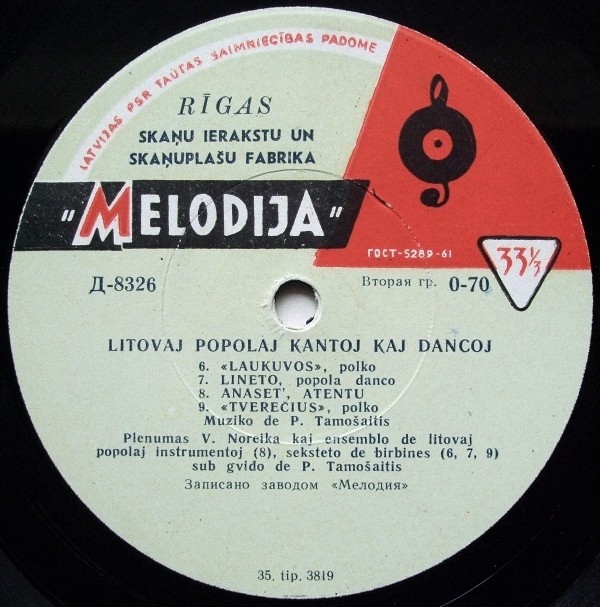 LATVIJAS PSR TAUTAS SAIMNIECĪBAS PADOME
RĪGAS
SKAŅU IERAKSTU UN
SKAŅUPLAŠU FABRIKA
"MELODIJA"
ГОСТ-5289-61
33⅓
Д-8326
Вторая гр. 0-70
LITOVAJ POPOLAJ KANTOJ KAJ DANCOJ
6. «LAUKUVOS», polko
7. LINETO, popola danco
8. ANASET', ATENTU
9. «TVEREČIUS», polko
Muziko de P. Tamošaitis
Plenumas V. Noreika kaj ensemblo de litovaj
popolaj instrumentoj (8), seksteto de birbines (6, 7, 9)
sub gvido de P. Tamošaitis
Записано заводом «Мелодия»
35. tip. 3819